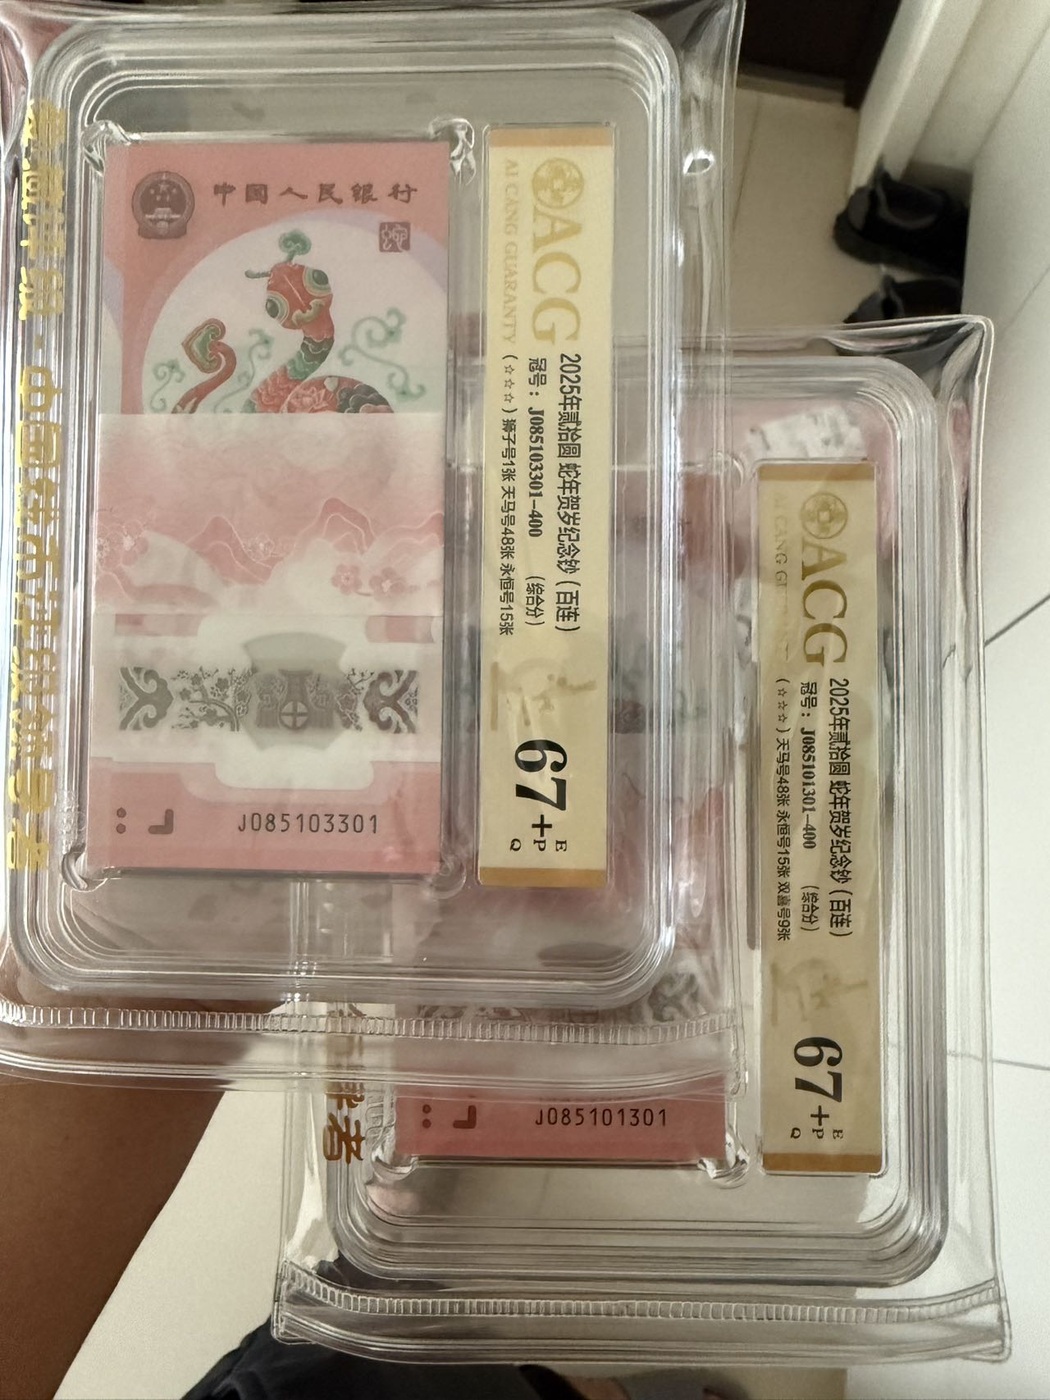 中國人民銀行
J085103301
ACG
AI CANG GUARANTY
2025年贰拾圆 蛇年贺岁纪念钞（百连）
冠号：J085103301-400 （综合分）
（☆☆☆）狮子号1张 天马号48张 永恒号15张
67+
E
P
Q
ACG
2025年贰拾圆 蛇年贺岁纪念钞（百连）
冠号：J085101301-400 （综合分）
（☆☆☆）天马号48张 永恒号15张 双喜号9张
67+
E
P
Q
J085101301